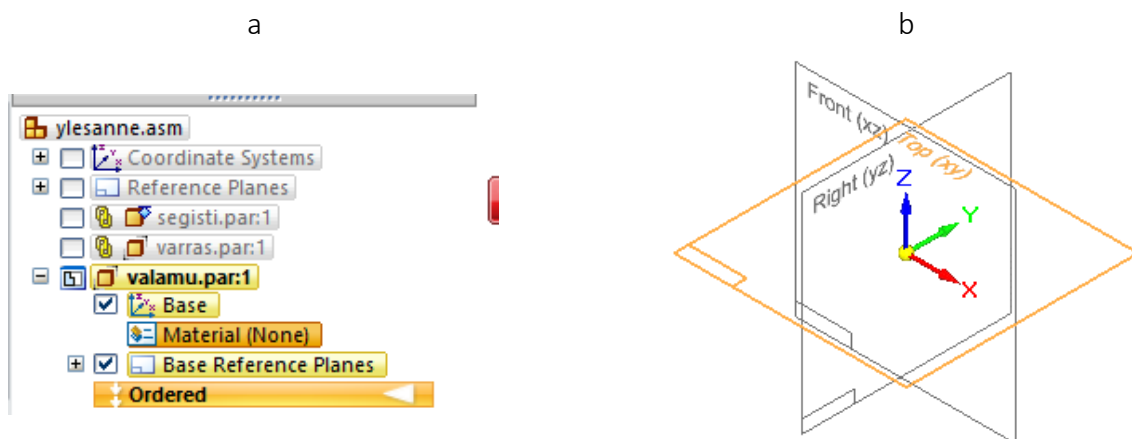 a
b
ylesanne.asm
Coordinate Systems
Reference Planes
segisti.par:1
varras.par:1
valamu.par:1
Base
Material (None)
Base Reference Planes
Ordered
Front (xz)
Top (xy)
Right (yz)
Z
Y
X